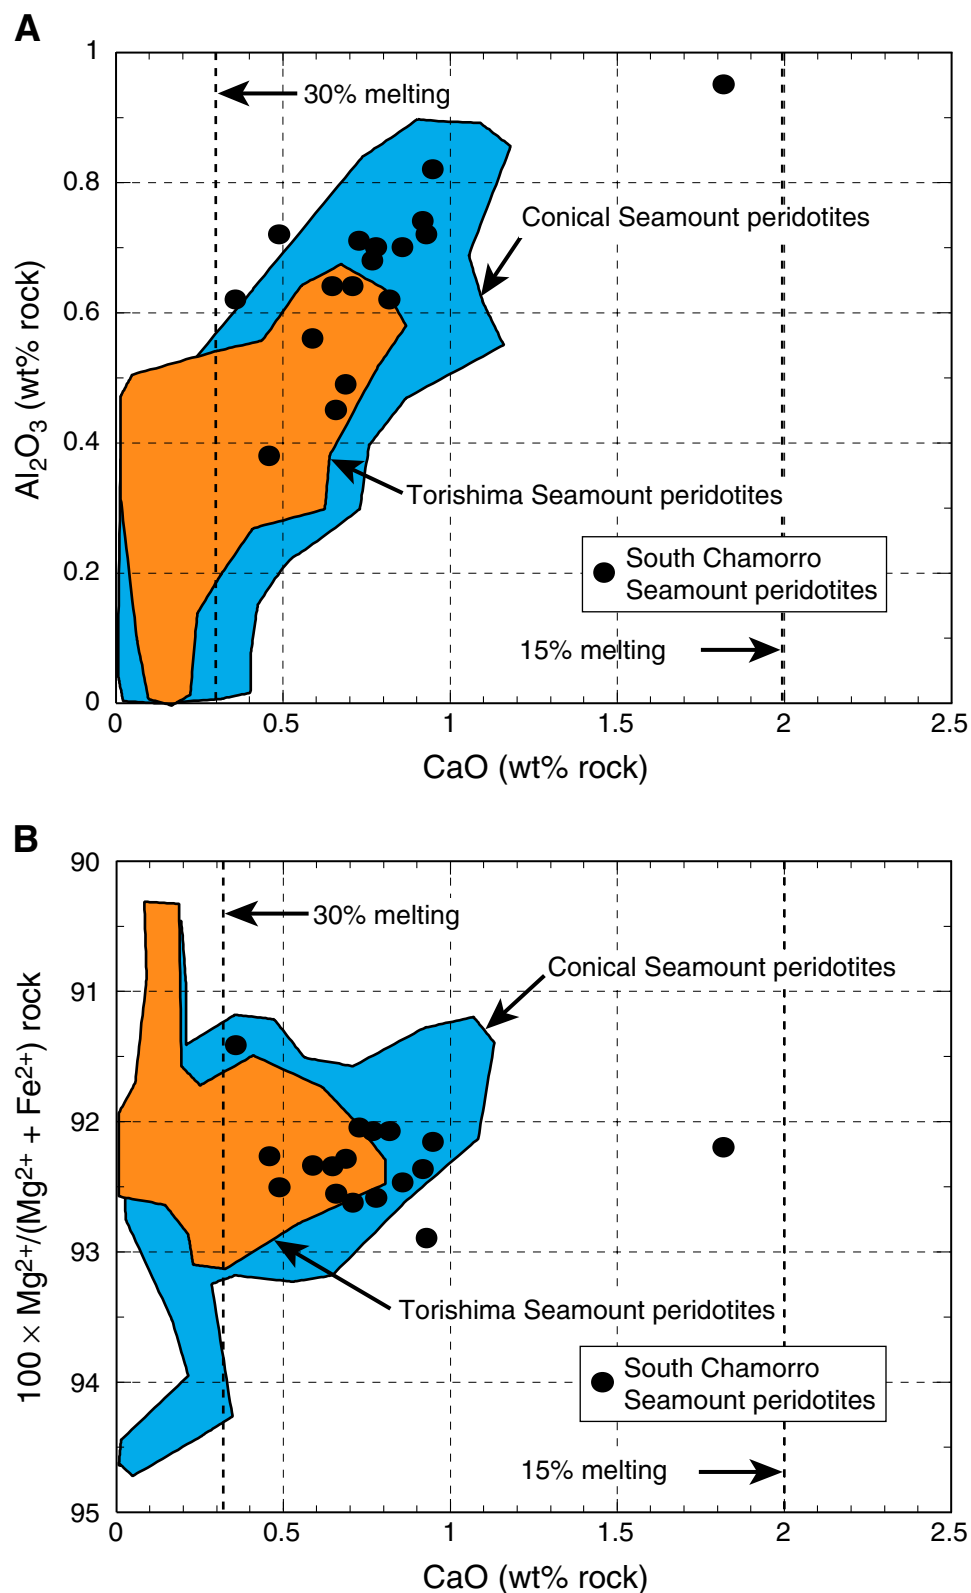 A
1
30% melting
0.8
Conical Seamount peridotites
Al₂O₃ (wt% rock)
0.6
0.4
Torishima Seamount peridotites
South Chamorro
Seamount peridotites
0.2
15% melting
0
0 0.5 1 1.5 2 2.5
CaO (wt% rock)
B
90
30% melting
Conical Seamount peridotites
91
100 × Mg²⁺/(Mg²⁺ + Fe²⁺) rock
92
93
Torishima Seamount peridotites
South Chamorro
Seamount peridotites
94
15% melting
95
0 0.5 1 1.5 2 2.5
CaO (wt% rock)